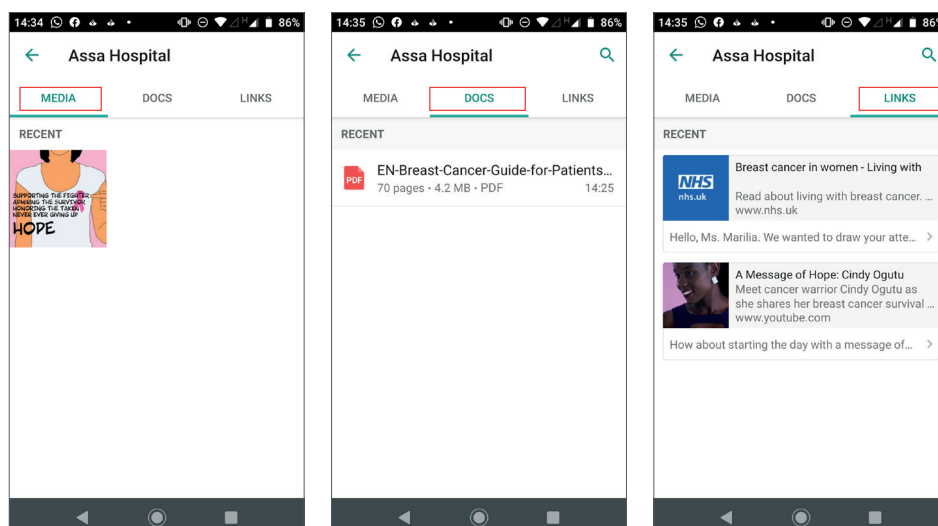 14:34 86%
Assa Hospital
MEDIA DOCS LINKS
RECENT
SUPPORTING THE FIGHTER
ADMIRING THE SURVIVOR
HONORING THE TAKEN
NEVER EVER GIVING UP
HOPE
14:35 H 86%
Assa Hospital
MEDIA DOCS LINKS
RECENT
PDF
EN-Breast-Cancer-Guide-for-Patients...
70 pages • 4.2 MB • PDF 14:25
14:35 H 86%
Assa Hospital
MEDIA DOCS LINKS
RECENT
NHS
nhs.uk
Breast cancer in women - Living with
Read about living with breast cancer. ...
www.nhs.uk
Hello, Ms. Marilia. We wanted to draw your atte...
A Message of Hope: Cindy Ogutu
Meet cancer warrior Cindy Ogutu as
she shares her breast cancer survival ...
www.youtube.com
How about starting the day with a message of...